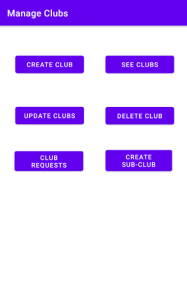 Manage Clubs
CREATE CLUB
SEE CLUBS
UPDATE CLUBS
DELETE CLUB
CLUB
REQUESTS
CREATE
SUB-CLUB